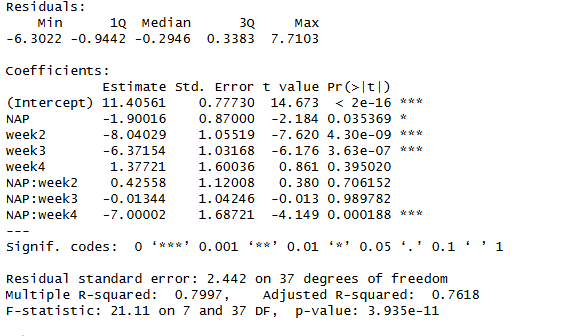 Residuals:
    Min      1Q  Median      3Q     Max
-6.3022 -0.9442 -0.2946  0.3383  7.7103

Coefficients:
            Estimate Std. Error t value Pr(>|t|)
(Intercept) 11.40561    0.77730  14.673  < 2e-16 ***
NAP         -1.90016    0.87000  -2.184 0.035369 *
week2       -8.04029    1.05519  -7.620 4.30e-09 ***
week3       -6.37154    1.03168  -6.176 3.63e-07 ***
week4        1.37721    1.60036   0.861 0.395020
NAP:week2    0.42558    1.12008   0.380 0.706152
NAP:week3   -0.01344    1.04246  -0.013 0.989782
NAP:week4   -7.00002    1.68721  -4.149 0.000188 ***
---
Signif. codes:  0 ‘***’ 0.001 ‘**’ 0.01 ‘*’ 0.05 ‘.’ 0.1 ‘ ’ 1

Residual standard error: 2.442 on 37 degrees of freedom
Multiple R-squared:  0.7997,    Adjusted R-squared:  0.7618
F-statistic: 21.11 on 7 and 37 DF,  p-value: 3.935e-11